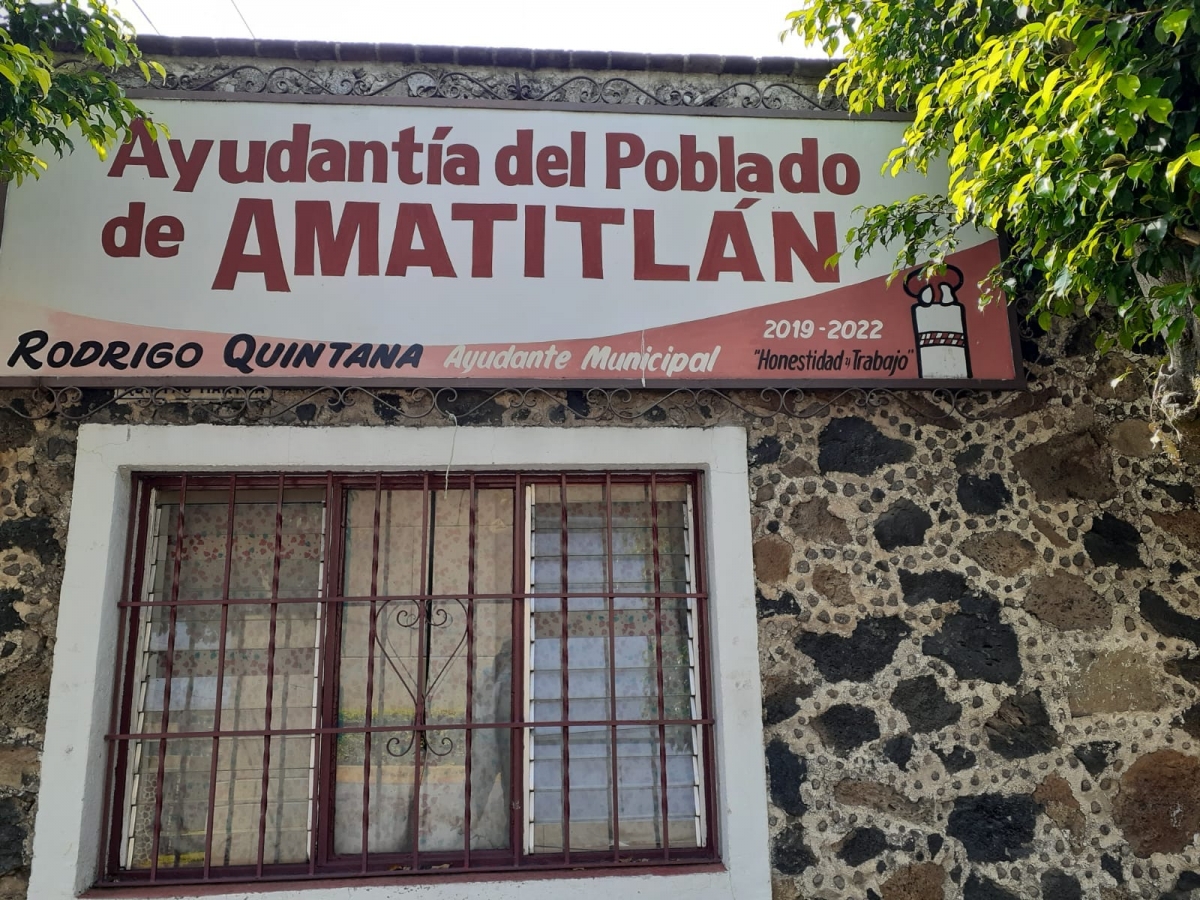 Ayudantía del Poblado
de AMATITLÁN
RODRIGO QUINTANA Ayudante Municipal
2019-2022
"Honestidad y Trabajo"